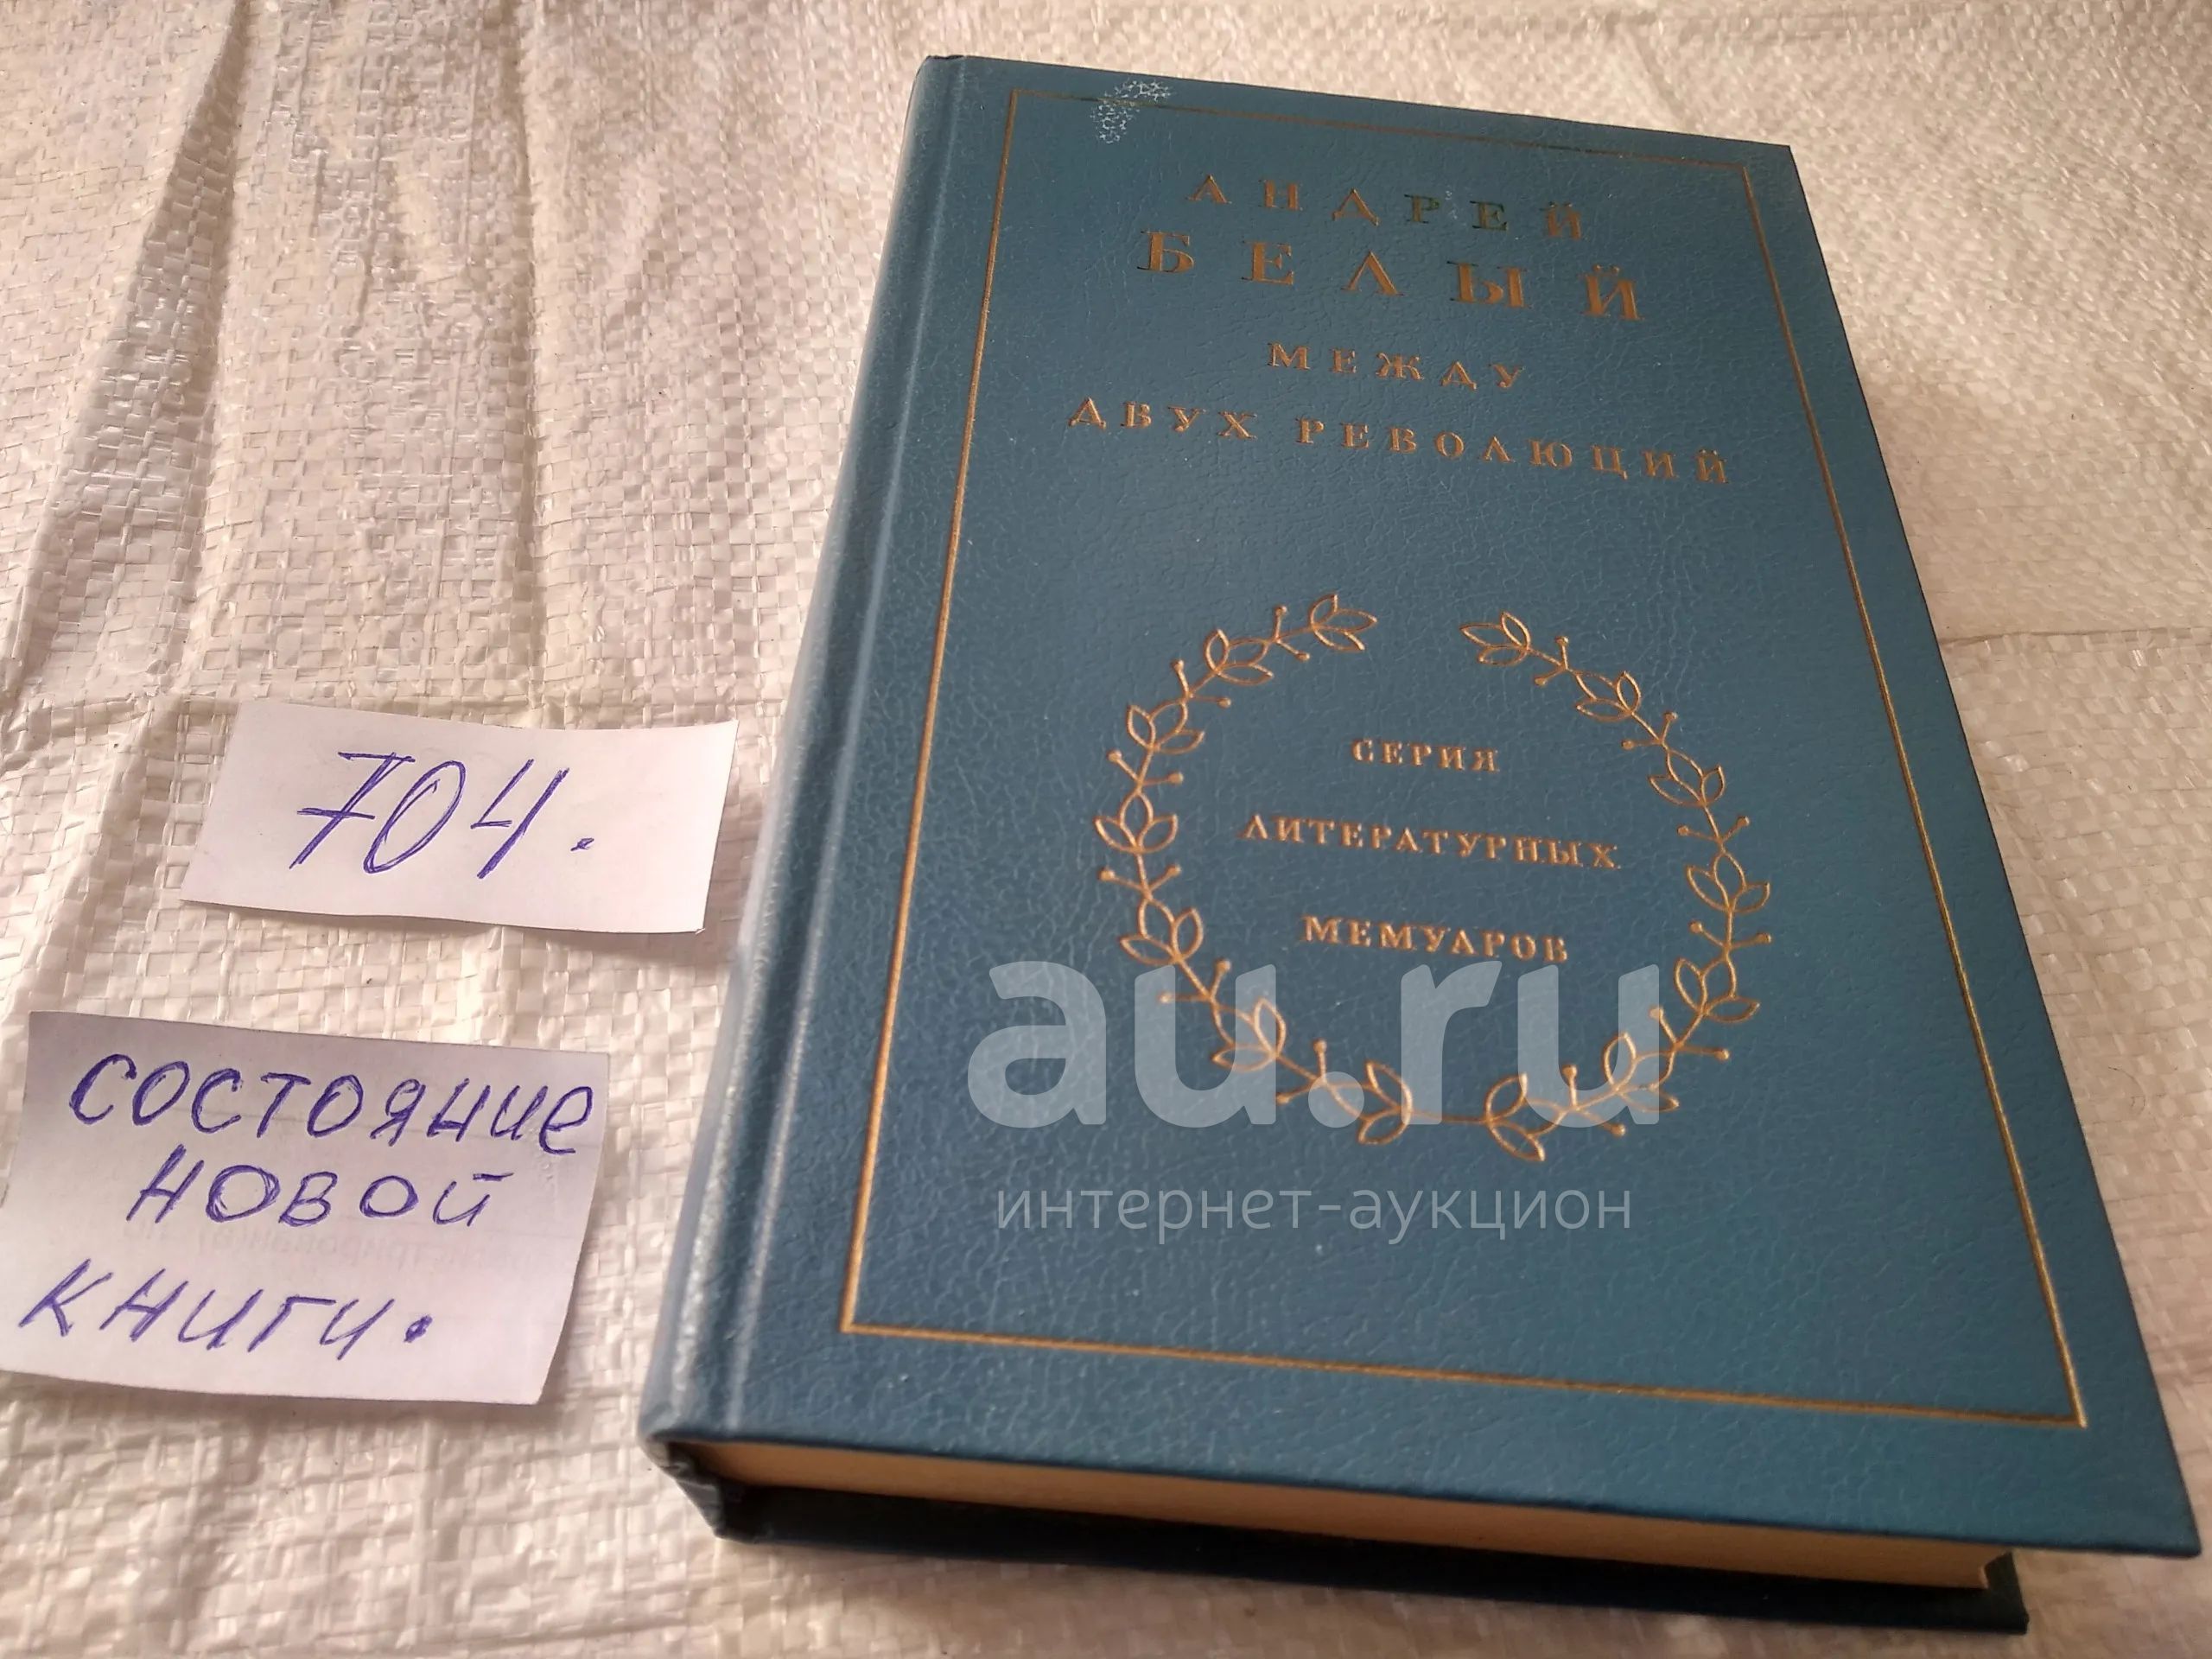 АНДРЕЙ
БЕЛЫЙ
МЕЖДУ
ДВУХ РЕВОЛЮЦИЙ
СЕРИЯ
ЛИТЕРАТУРНЫХ
МЕМУАРОВ
704.
состояние
новой
книги.
au.ru
интернет-аукцион